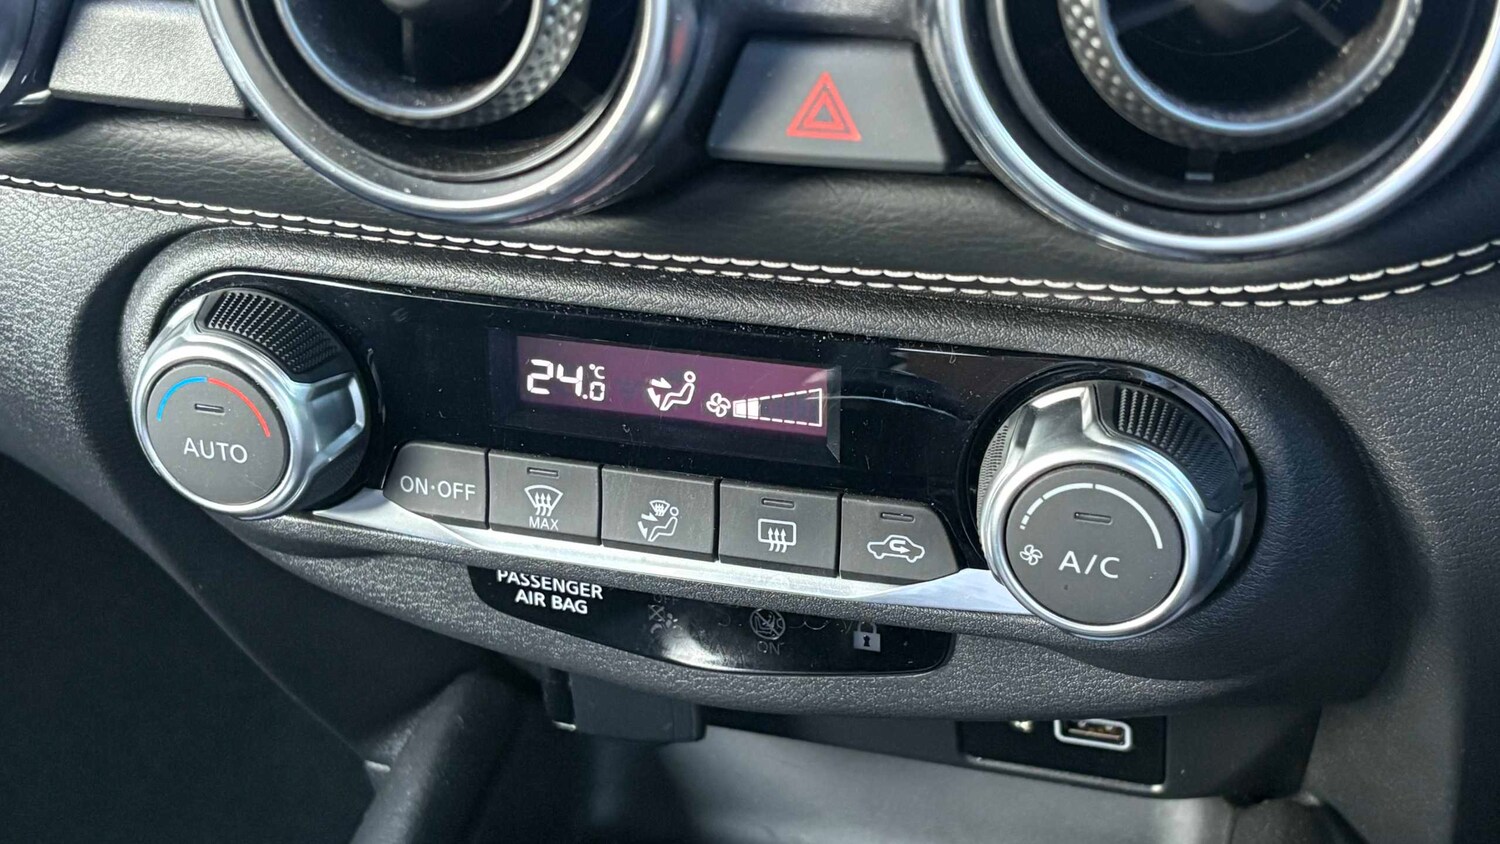 24.0°C
AUTO
ON·OFF
MAX
A/C
PASSENGER
AIR BAG
ON